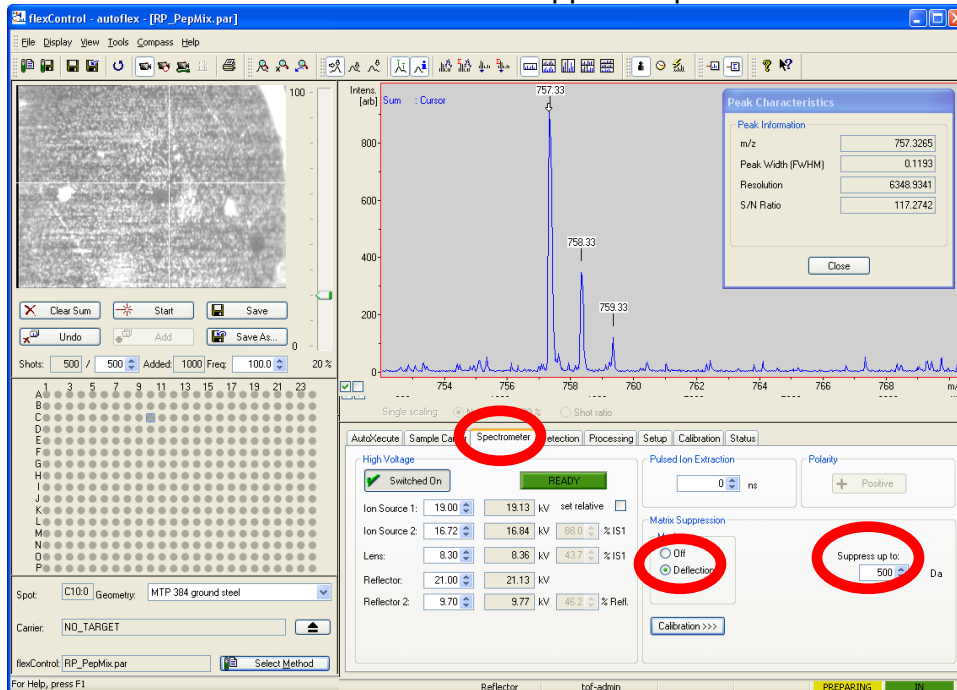 flexControl - autoflex - [RP_PepMix.par]
File Display View Tools Compass Help
100
Intens.
[arb]
Sum : Cursor
757.33
758.33
759.33
800
600
400
200
0
754 756 758 760 762 764 766 768
Peak Characteristics
Peak Information
m/z 757.3265
Peak Width (FWHM) 0.1193
Resolution 6348.9341
S/N Ratio 117.2742
Close
Clear Sum Start Save
Undo Add Save As...
0
Shots: 500 / 500 Added: 1000 Freq: 100.0 20 %
1 3 5 7 9 11 13 15 17 19 21 23
A
B
C
D
E
F
G
H
I
J
K
L
M
N
O
P
Spot: C10:0 Geometry: MTP 384 ground steel
Carrier: NO_TARGET
flexControl: RP_PepMix.par Select Method
Single scaling: Shot ratio
AutoXecute Sample Spectrometer Processing Setup Calibration Status
High Voltage
Switched On READY
Ion Source 1: 19.00 19.13 kV set relative
Ion Source 2: 16.72 16.84 kV 88.0 % IS1
Lens: 8.30 8.36 kV 43.7 % IS1
Reflector: 21.00 21.13 kV
Reflector 2: 9.70 9.77 kV 46.2 % Refl.
Pulsed Ion Extraction
0 ns
Polarity
Positive
Matrix Suppression
Off
Deflection
Suppress up to:
500 Da
Calibration >>>
For Help, press F1
Reflector tof-admin PREPARING IN